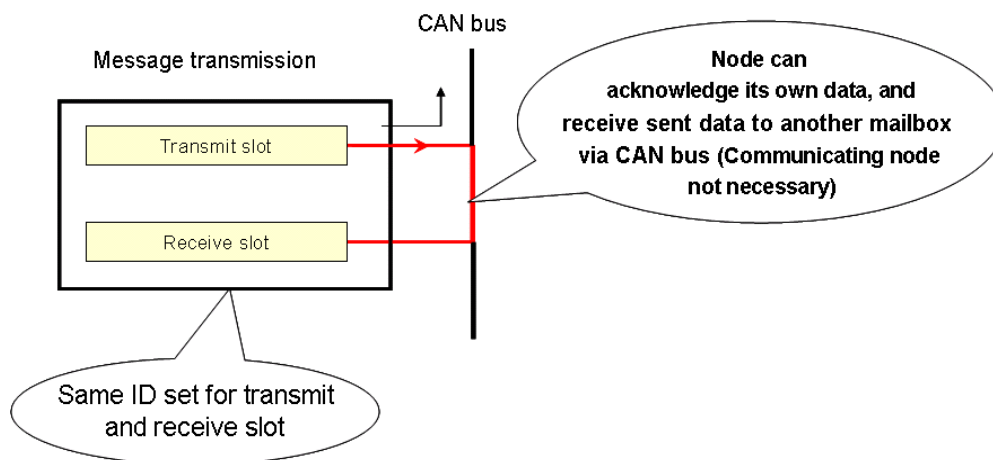 CAN bus
Message transmission
Transmit slot
Receive slot
Node can
acknowledge its own data, and
receive sent data to another mailbox
via CAN bus (Communicating node
not necessary)
Same ID set for transmit
and receive slot